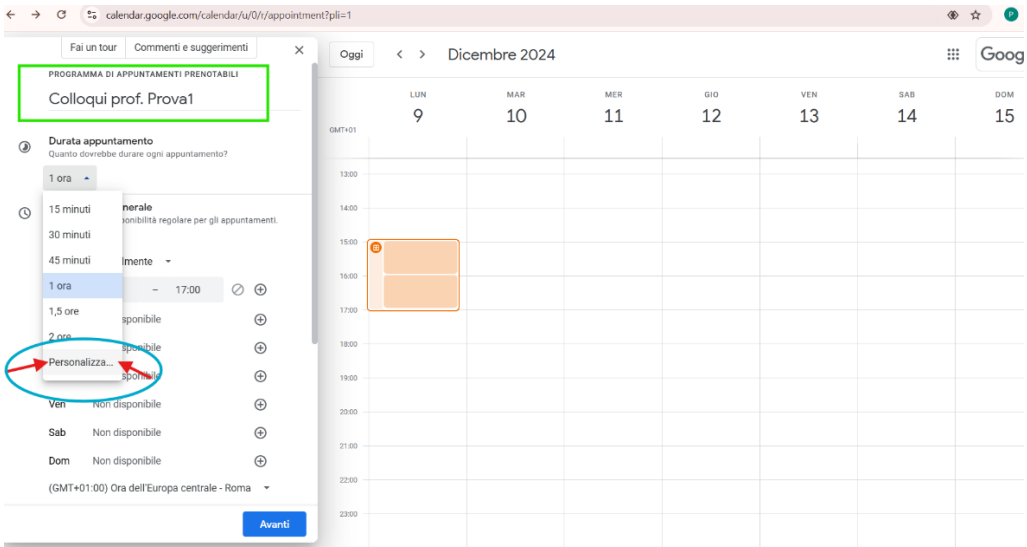 calendar.google.com/calendar/u/0/r/appointment?pli=1
P
Fai un tour
Commenti e suggerimenti
PROGRAMMA DI APPUNTAMENTI PRENOTABILI
Colloqui prof. Prova1
Durata appuntamento
Quanto dovrebbe durare ogni appuntamento?
1 ora
nerale
ponibilità regolare per gli appuntamenti.
15 minuti
30 minuti
45 minuti
lmente
1 ora
– 17:00
1,5 ore
sponibile
2 ore
sponibile
Personalizza...
sponibile
Ven Non disponibile
Sab Non disponibile
Dom Non disponibile
(GMT+01:00) Ora dell'Europa centrale - Roma
Avanti
Oggi
Dicembre 2024
Goog
GMT+01
LUN MAR MER GIO VEN SAB DOM
9 10 11 12 13 14 15
13:00
14:00
15:00
16:00
17:00
18:00
19:00
20:00
21:00
22:00
23:00